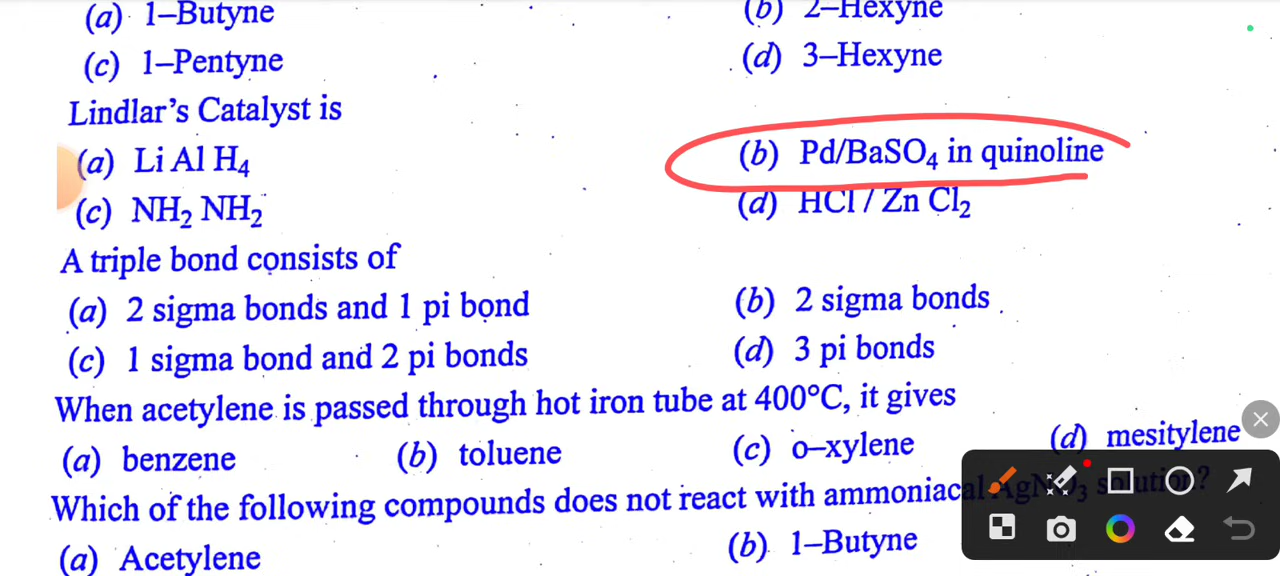 (a) 1–Butyne (b) 2–Hexyne
(c) 1–Pentyne (d) 3–Hexyne
Lindlar's Catalyst is
(a) Li Al H4 (b) Pd/BaSO4 in quinoline
(c) NH2 NH2 (d) HCl / Zn Cl2
A triple bond consists of
(a) 2 sigma bonds and 1 pi bond (b) 2 sigma bonds
(c) 1 sigma bond and 2 pi bonds (d) 3 pi bonds
When acetylene is passed through hot iron tube at 400°C, it gives
(a) benzene (b) toluene (c) o–xylene (d) mesitylene
Which of the following compounds does not react with ammoniacal AgNO3 solution?
(a) Acetylene (b) 1–Butyne